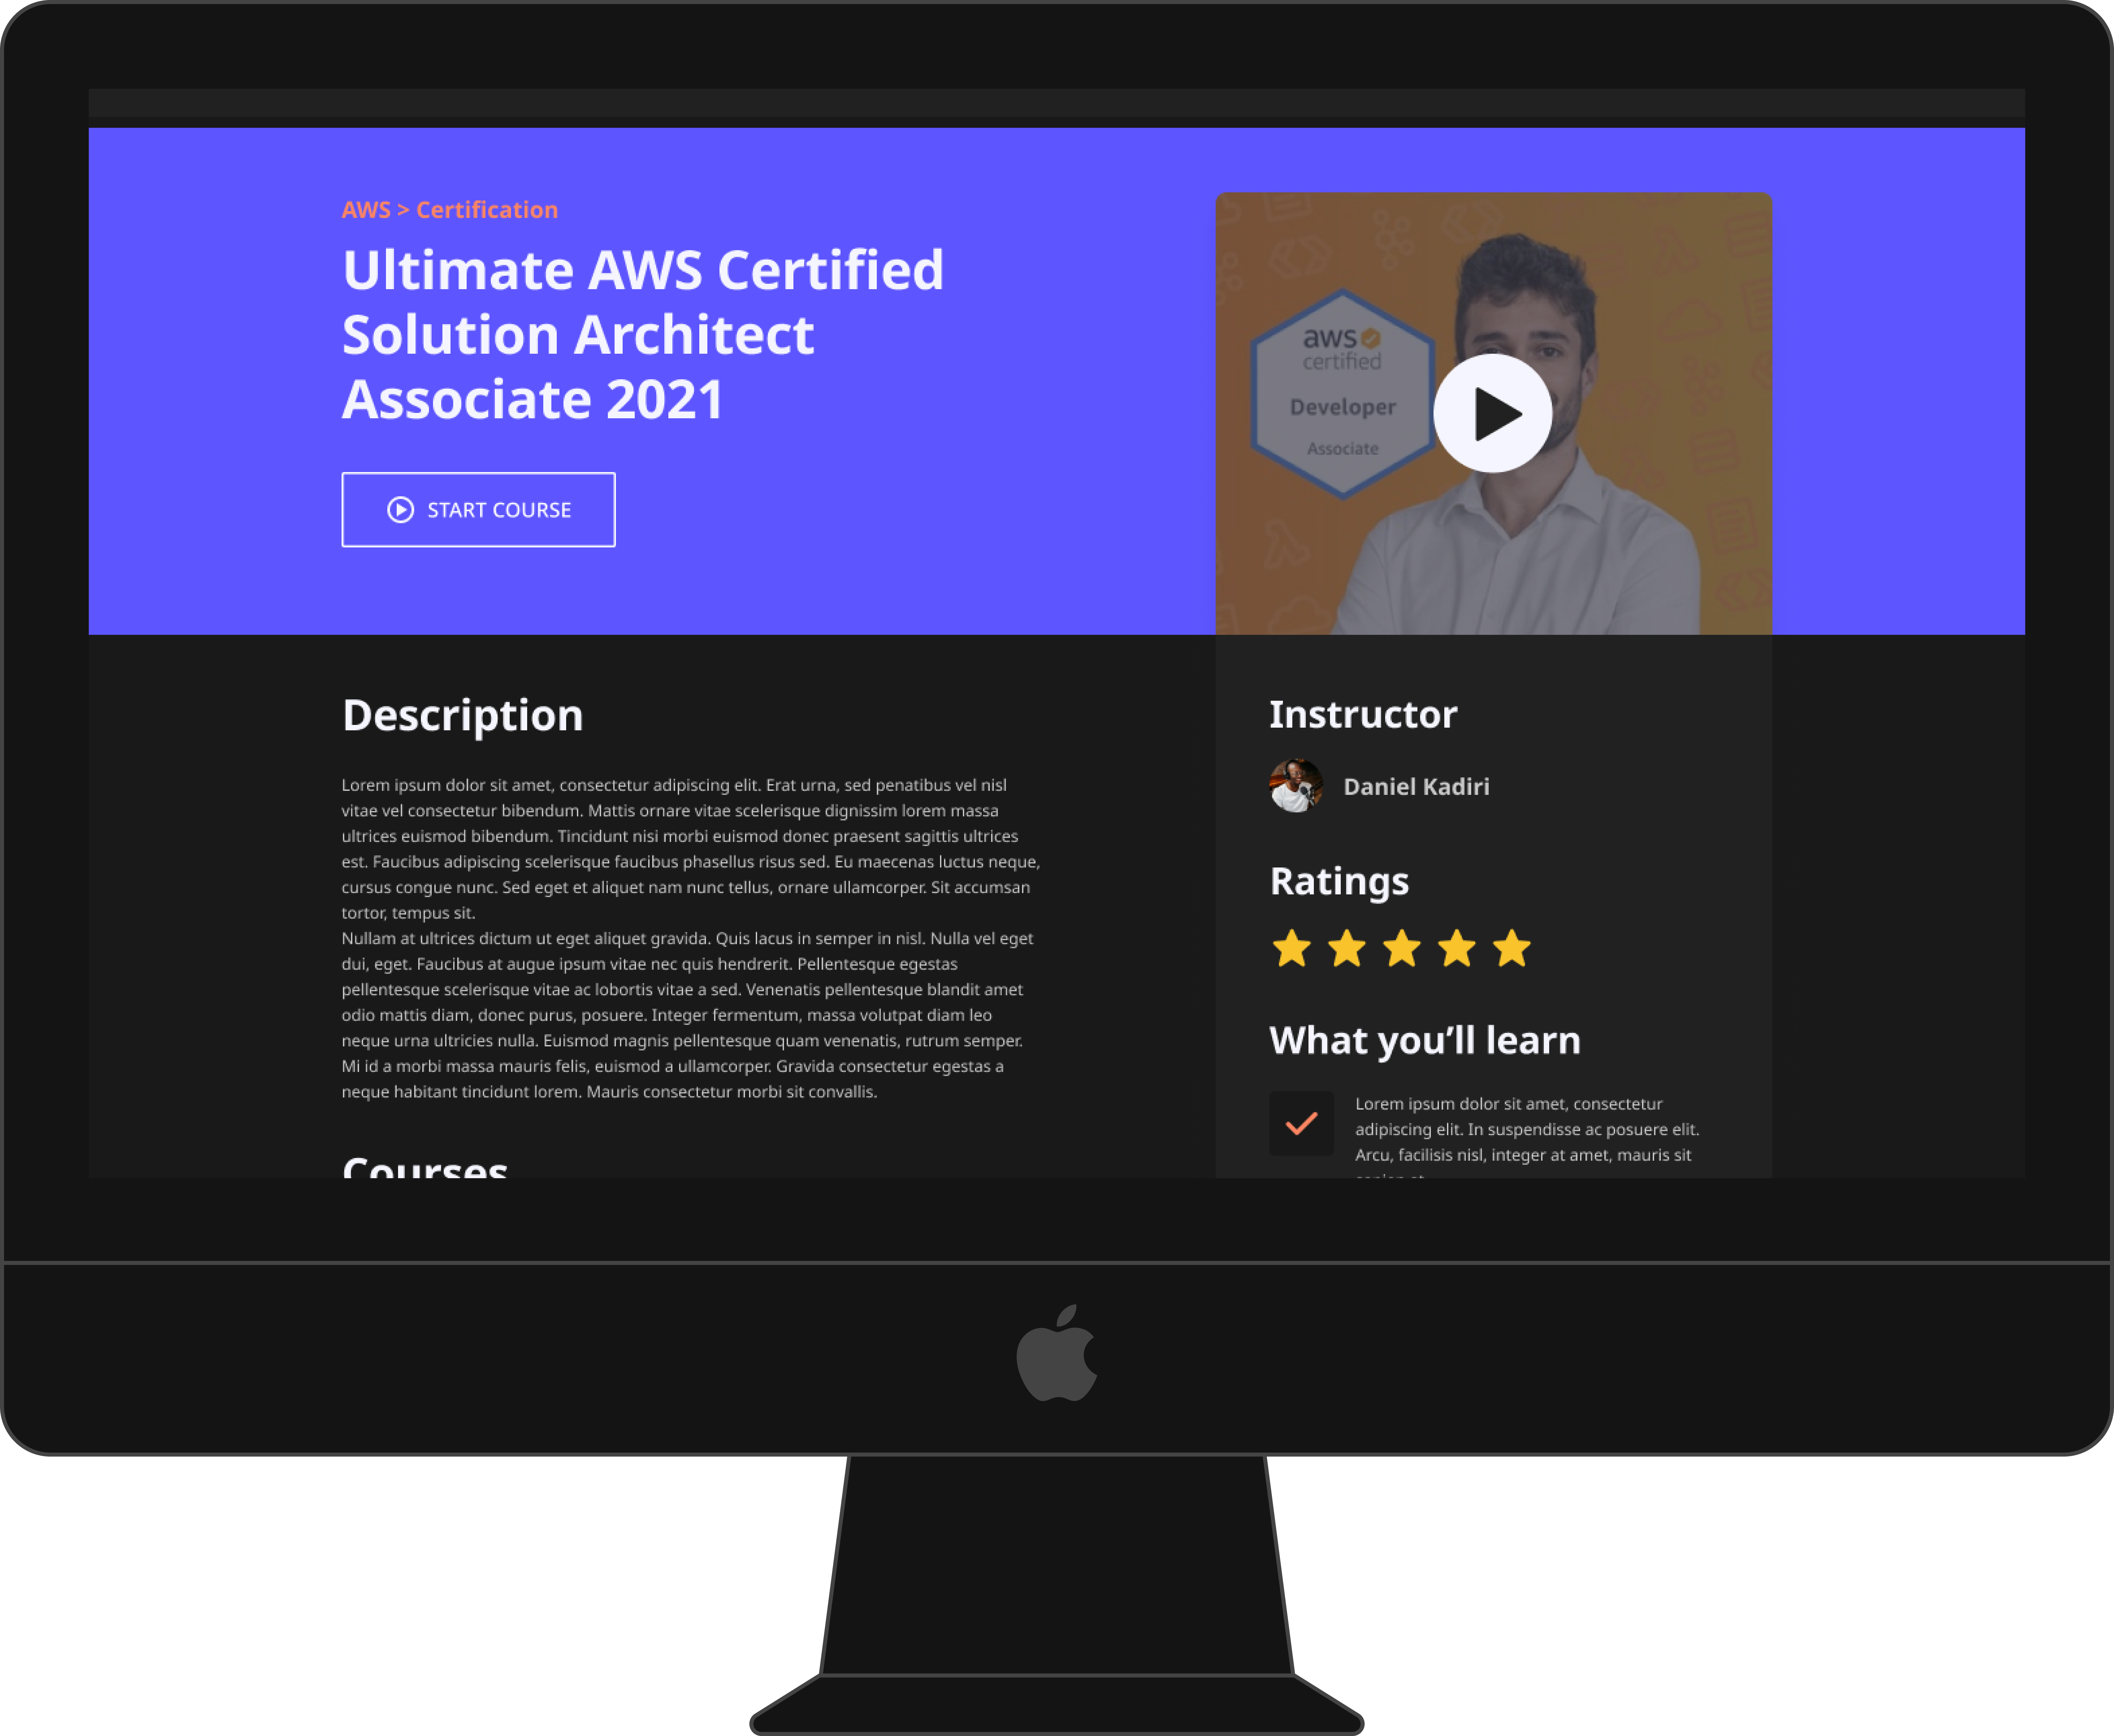 AWS > Certification
Ultimate AWS Certified
Solution Architect
Associate 2021
START COURSE
aws
certified
Developer
Associate
Description
Lorem ipsum dolor sit amet, consectetur adipiscing elit. Erat urna, sed penatibus vel nisl
vitae vel consectetur bibendum. Mattis ornare vitae scelerisque dignissim lorem massa
ultrices euismod bibendum. Tincidunt nisi morbi euismod donec praesent sagittis ultrices
est. Faucibus adipiscing scelerisque faucibus phasellus risus sed. Eu maecenas luctus neque,
cursus congue nunc. Sed eget et aliquet nam nunc tellus, ornare ullamcorper. Sit accumsan
tortor, tempus sit.
Nullam at ultrices dictum ut eget aliquet gravida. Quis lacus in semper in nisl. Nulla vel eget
dui, eget. Faucibus at augue ipsum vitae nec quis hendrerit. Pellentesque egestas
pellentesque scelerisque vitae ac lobortis vitae a sed. Venenatis pellentesque blandit amet
odio mattis diam, donec purus, posuere. Integer fermentum, massa volutpat diam leo
neque urna ultricies nulla. Euismod magnis pellentesque quam venenatis, rutrum semper.
Mi id a morbi massa mauris felis, euismod a ullamcorper. Gravida consectetur egestas a
neque habitant tincidunt lorem. Mauris consectetur morbi sit convallis.
Courses
Instructor
Daniel Kadiri
Ratings
What you’ll learn
Lorem ipsum dolor sit amet, consectetur
adipiscing elit. In suspendisse ac posuere elit.
Arcu, facilisis nisl, integer at amet, mauris sit